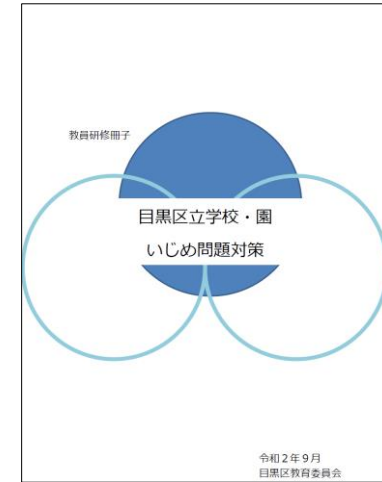 教員研修冊子
目黒区立学校・園
いじめ問題対策
令和２年９月
目黒区教育委員会